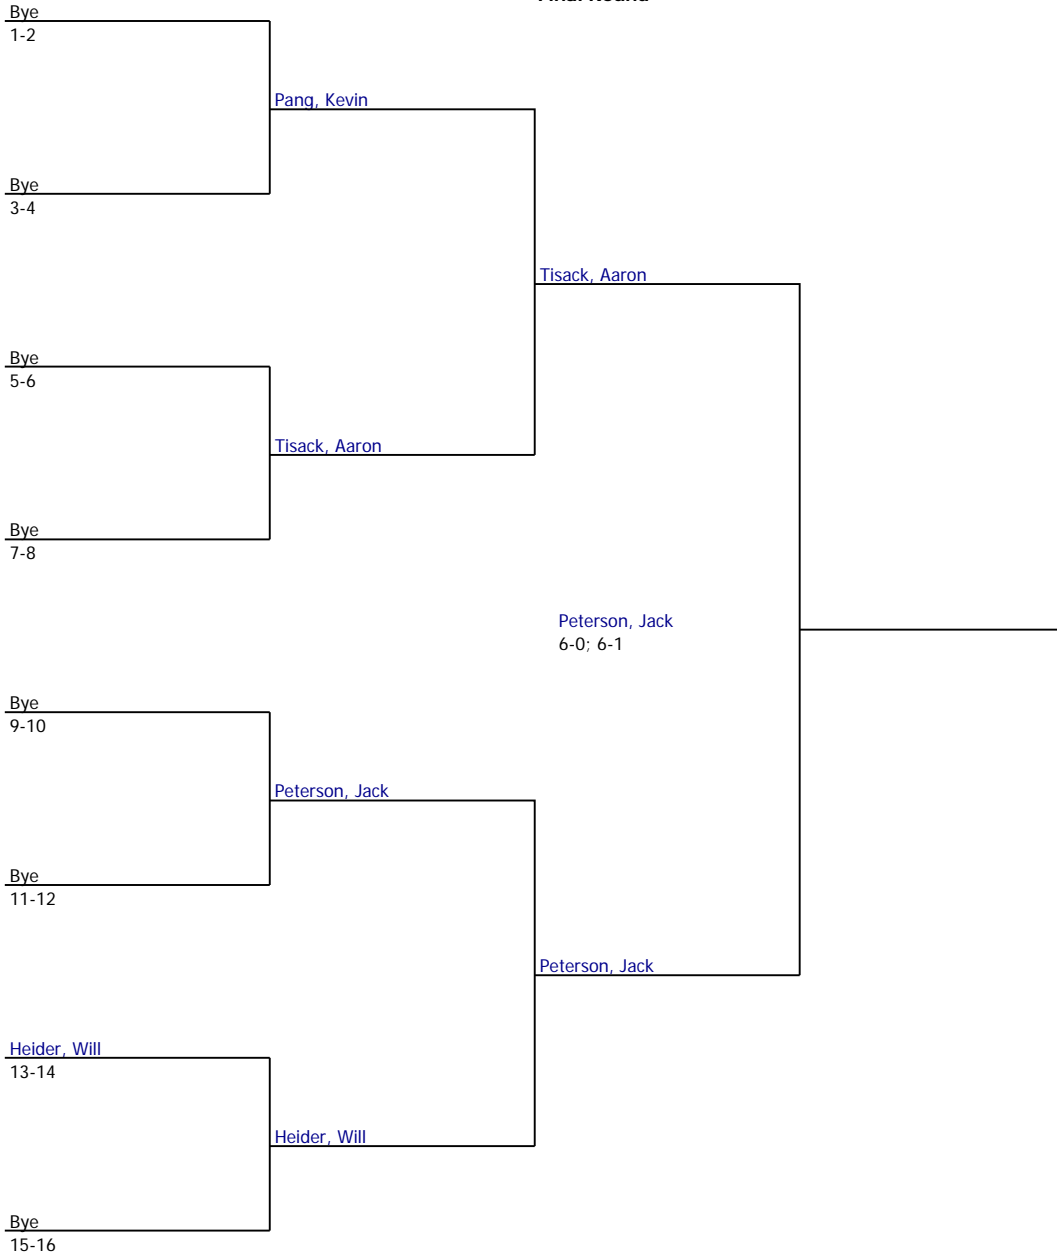 Bye
1-2
Pang, Kevin
Bye
3-4
Tisack, Aaron
Bye
5-6
Tisack, Aaron
Bye
7-8
Peterson, Jack
6-0; 6-1
Bye
9-10
Peterson, Jack
Bye
11-12
Peterson, Jack
Heider, Will
13-14
Heider, Will
Bye
15-16